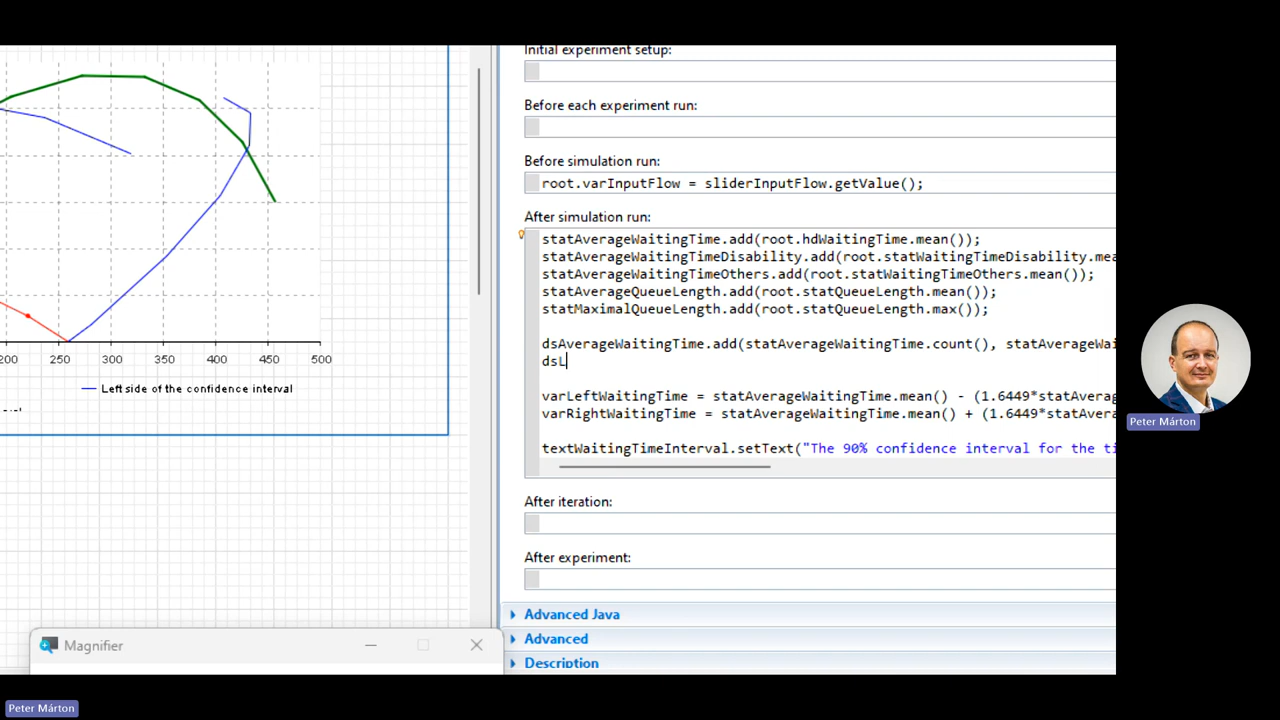 Initial experiment setup:
Before each experiment run:
Before simulation run:
root.varInputFlow = sliderInputFlow.getValue();
After simulation run:
statAverageWaitingTime.add(root.hdWaitingTime.mean());
statAverageWaitingTimeDisability.add(root.statWaitingTimeDisability.mea
statAverageWaitingTimeOthers.add(root.statWaitingTimeOthers.mean());
statAverageQueueLength.add(root.statQueueLength.mean());
statMaximalQueueLength.add(root.statQueueLength.max());
dsAverageWaitingTime.add(statAverageWaitingTime.count(), statAverageWai
dsL
varLeftWaitingTime = statAverageWaitingTime.mean() - (1.6449*statAverag
varRightWaitingTime = statAverageWaitingTime.mean() + (1.6449*statAvera
textWaitingTimeInterval.setText("The 90% confidence interval for the ti
After iteration:
After experiment:
Advanced Java
Advanced
Description
200 250 300 350 400 450 500
Left side of the confidence interval
Magnifier
Peter Márton
Peter Márton